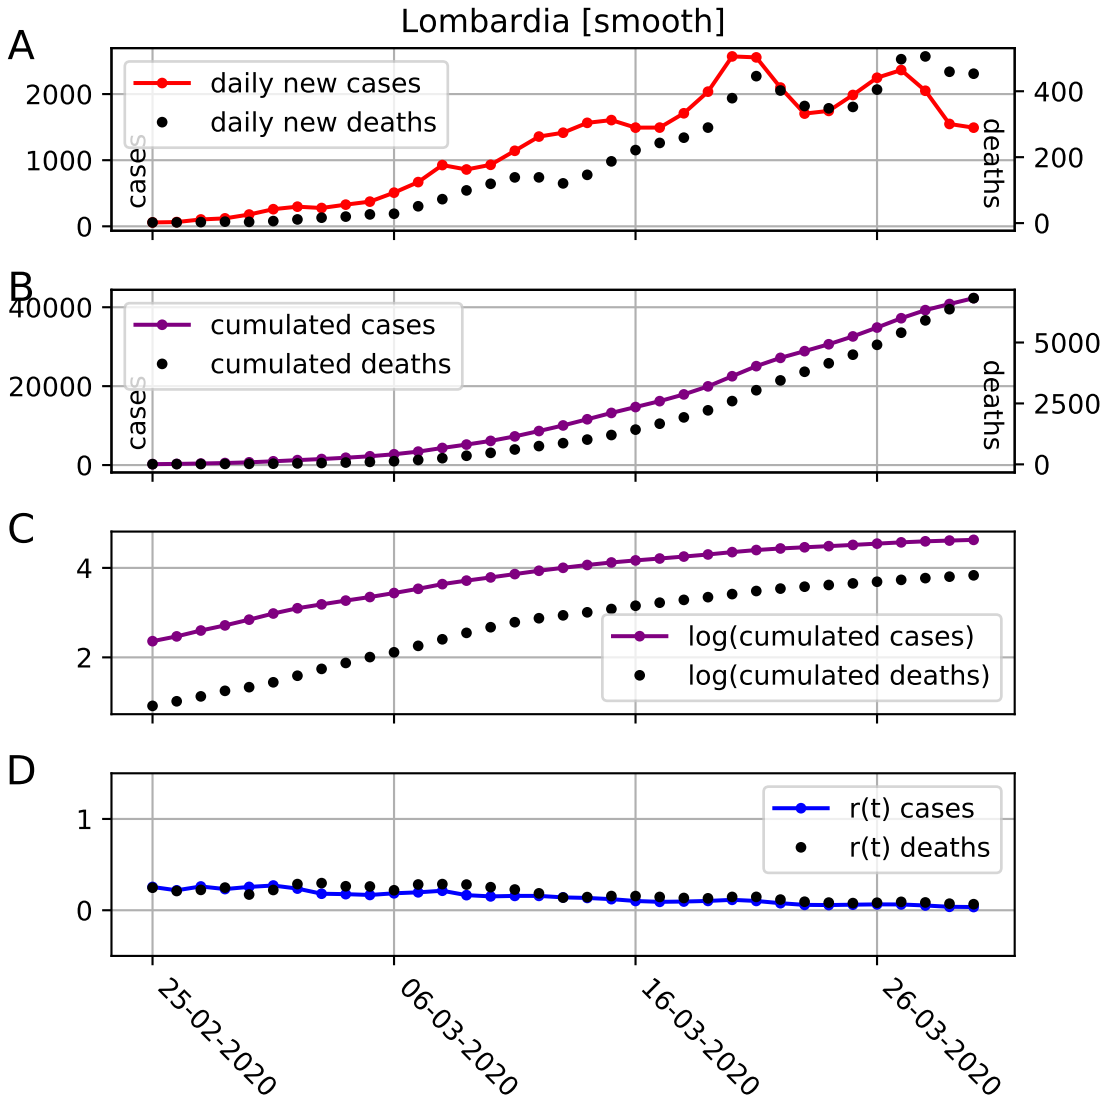 Lombardia [smooth]
A
daily new cases
daily new deaths
2000
1000
0
cases
400
200
0
deaths
B
cumulated cases
cumulated deaths
40000
20000
0
cases
5000
2500
0
deaths
C
4
2
log(cumulated cases)
log(cumulated deaths)
D
1
0
r(t) cases
r(t) deaths
25-02-2020
06-03-2020
16-03-2020
26-03-2020